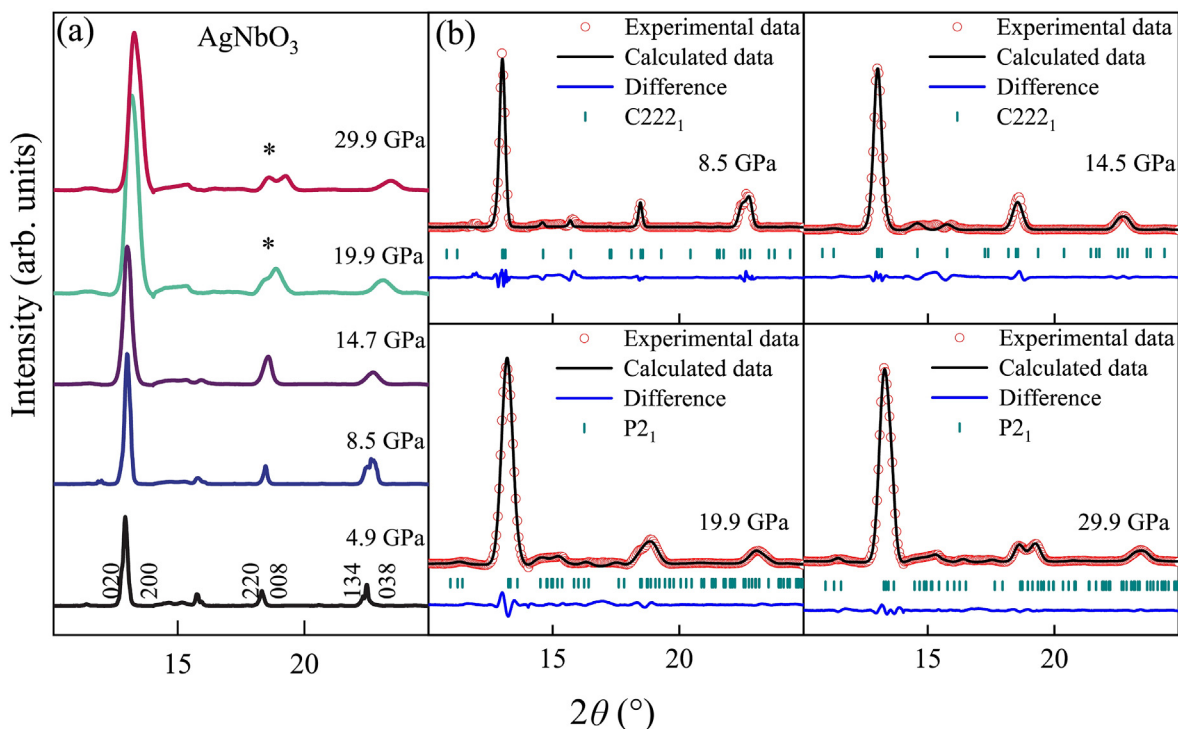 (a)
AgNbO₃
Intensity (arb. units)
29.9 GPa
*
19.9 GPa
*
14.7 GPa
8.5 GPa
4.9 GPa
020
200
220
008
134
038
15
20
(b)
Experimental data
Calculated data
Difference
C222₁
8.5 GPa
Experimental data
Calculated data
Difference
C222₁
14.5 GPa
Experimental data
Calculated data
Difference
P2₁
19.9 GPa
15
20
Experimental data
Calculated data
Difference
P2₁
29.9 GPa
15
20
2θ (°)